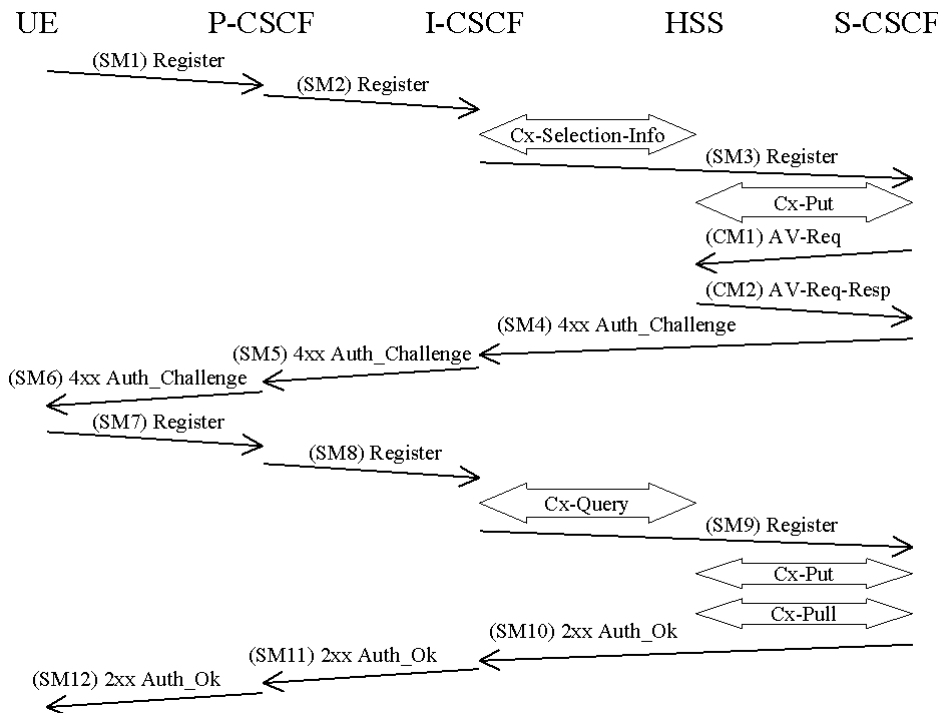 UE P-CSCF I-CSCF HSS S-CSCF
(SM1) Register
(SM2) Register
Cx-Selection-Info
(SM3) Register
Cx-Put
(CM1) AV-Req
(CM2) AV-Req-Resp
(SM4) 4xx Auth_Challenge
(SM5) 4xx Auth_Challenge
(SM6) 4xx Auth_Challenge
(SM7) Register
(SM8) Register
Cx-Query
(SM9) Register
Cx-Put
Cx-Pull
(SM10) 2xx Auth_Ok
(SM11) 2xx Auth_Ok
(SM12) 2xx Auth_Ok